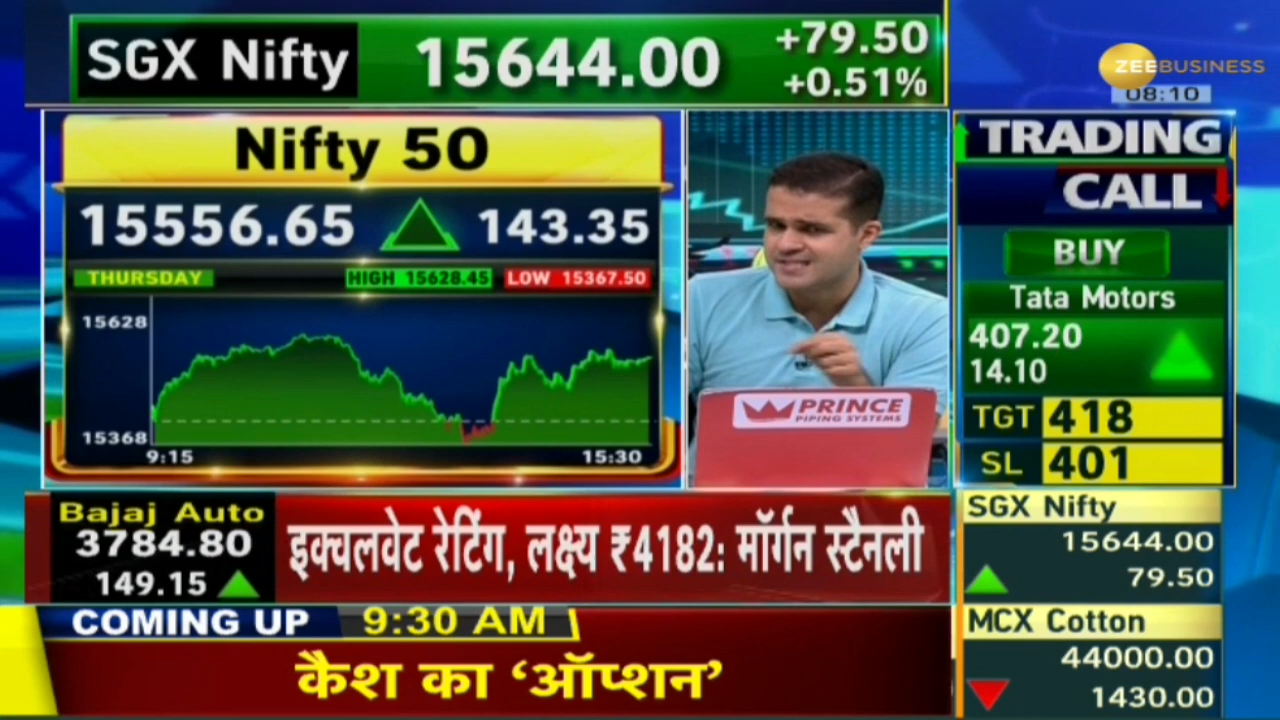 SGX Nifty 15644.00 +79.50
+0.51%
ZEEBUSINESS
08:10
Nifty 50
15556.65 143.35
THURSDAY HIGH 15628.45 LOW 15367.50
15628
15368
9:15 15:30
PRINCE
PIPING SYSTEMS
TRADING
CALL
BUY
Tata Motors
407.20
14.10
TGT 418
SL 401
SGX Nifty
15644.00
79.50
MCX Cotton
44000.00
1430.00
Bajaj Auto
3784.80
149.15
इक्वलवेट रेटिंग, लक्ष्य ₹4182: मॉर्गन स्टैनली
COMING UP 9:30 AM
कैश का ‘ऑप्शन’